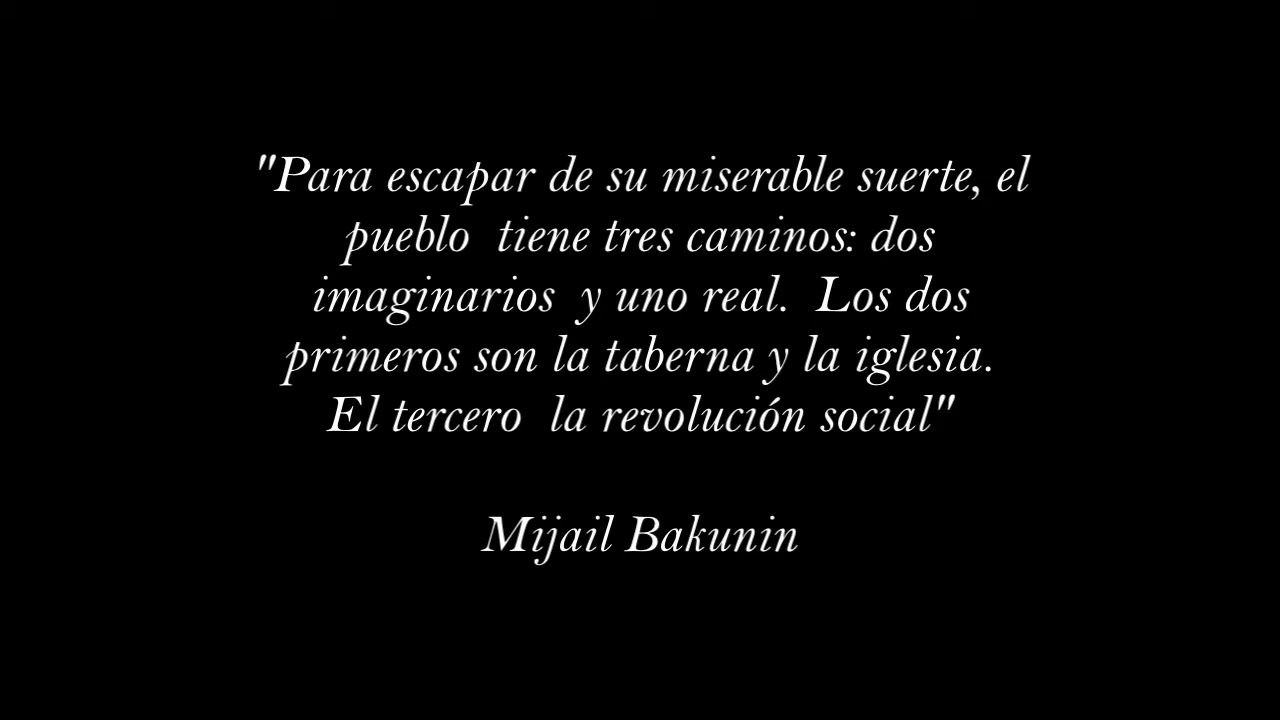 "Para escapar de su miserable suerte, el
pueblo  tiene tres caminos: dos
imaginarios  y uno real.  Los dos
primeros son la taberna y la iglesia.
El tercero  la revolución social"
Mijail Bakunin